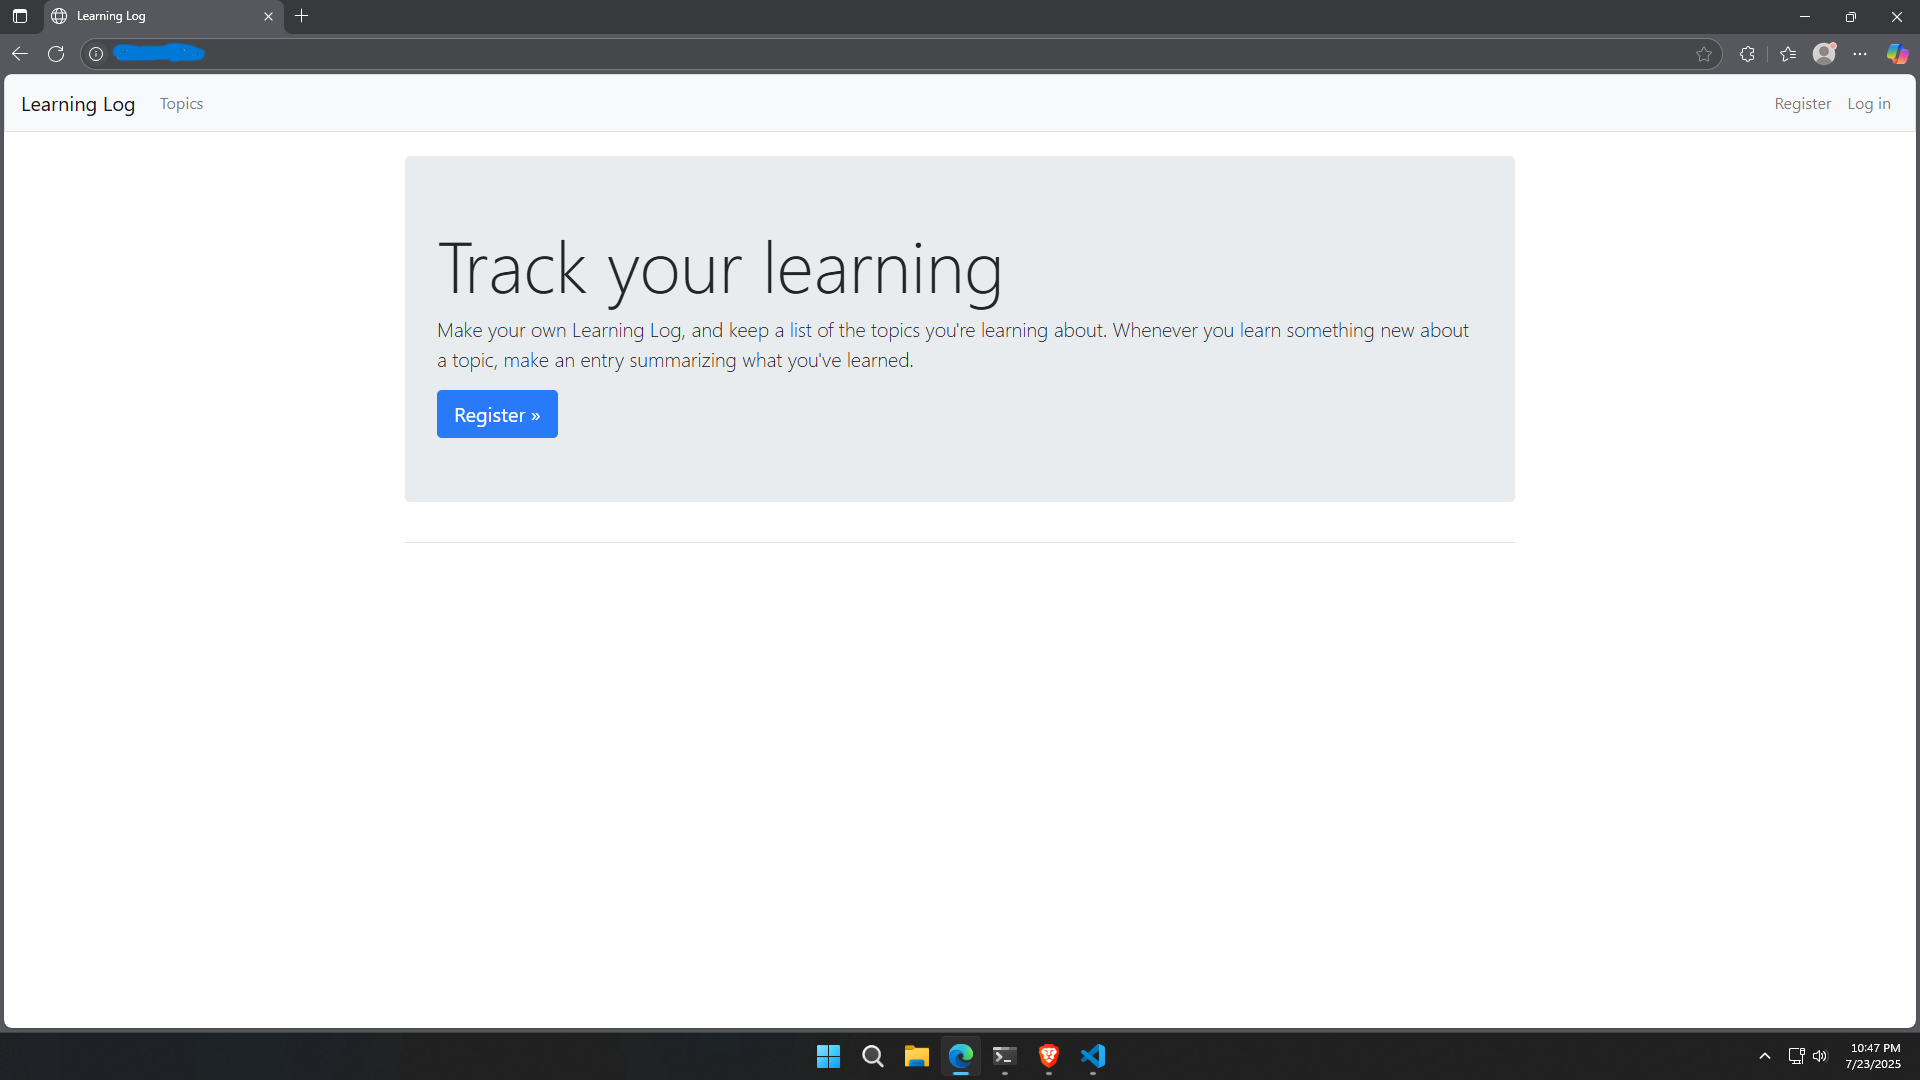 Learning Log
Learning Log
Topics
Register
Log in
Track your learning
Make your own Learning Log, and keep a list of the topics you're learning about. Whenever you learn something new about
a topic, make an entry summarizing what you've learned.
Register »
10:47 PM
7/23/2025